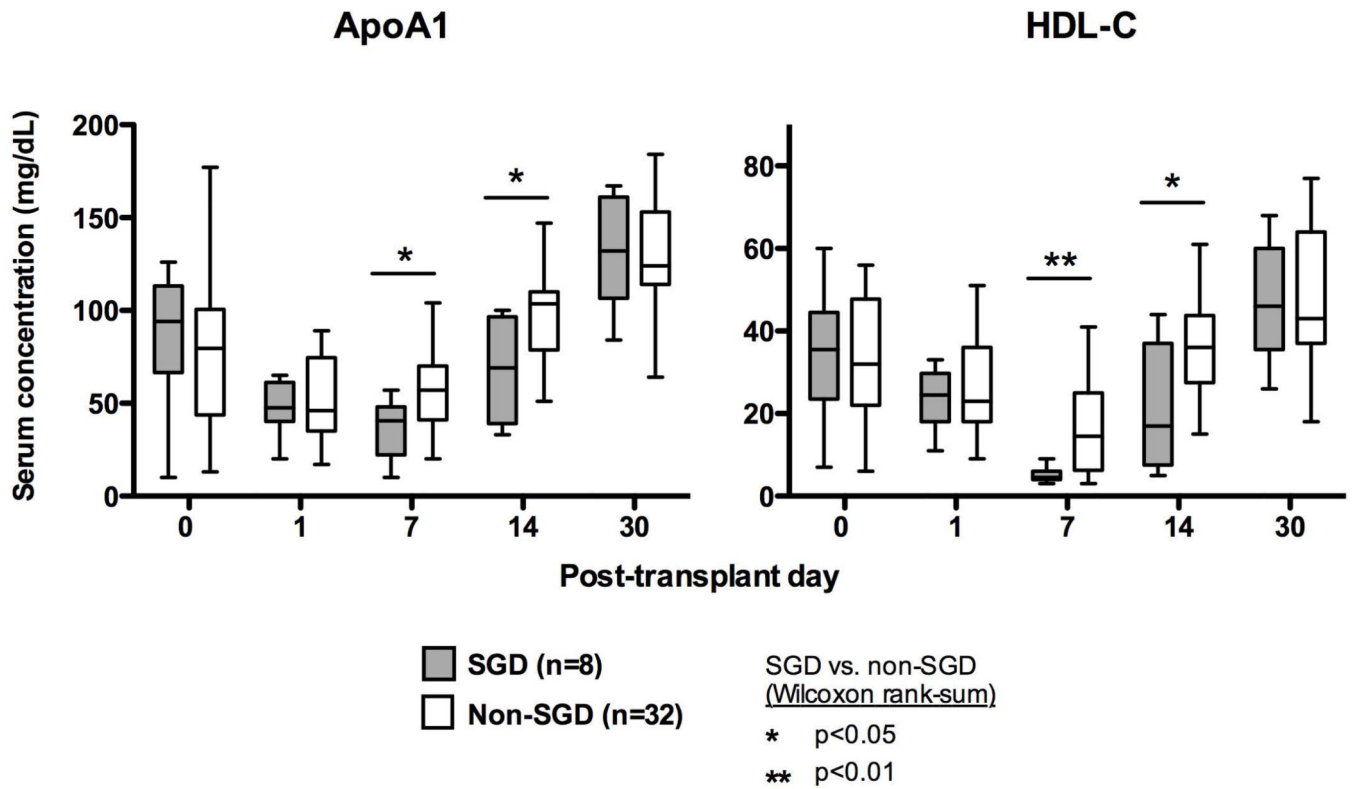 ApoA1
HDL-C
Serum concentration (mg/dL)
200
150
100
50
0
*
*
0 1 7 14 30
80
60
40
20
0
**
*
0 1 7 14 30
Post-transplant day
SGD (n=8)
Non-SGD (n=32)
SGD vs. non-SGD
(Wilcoxon rank-sum)
* p<0.05
** p<0.01